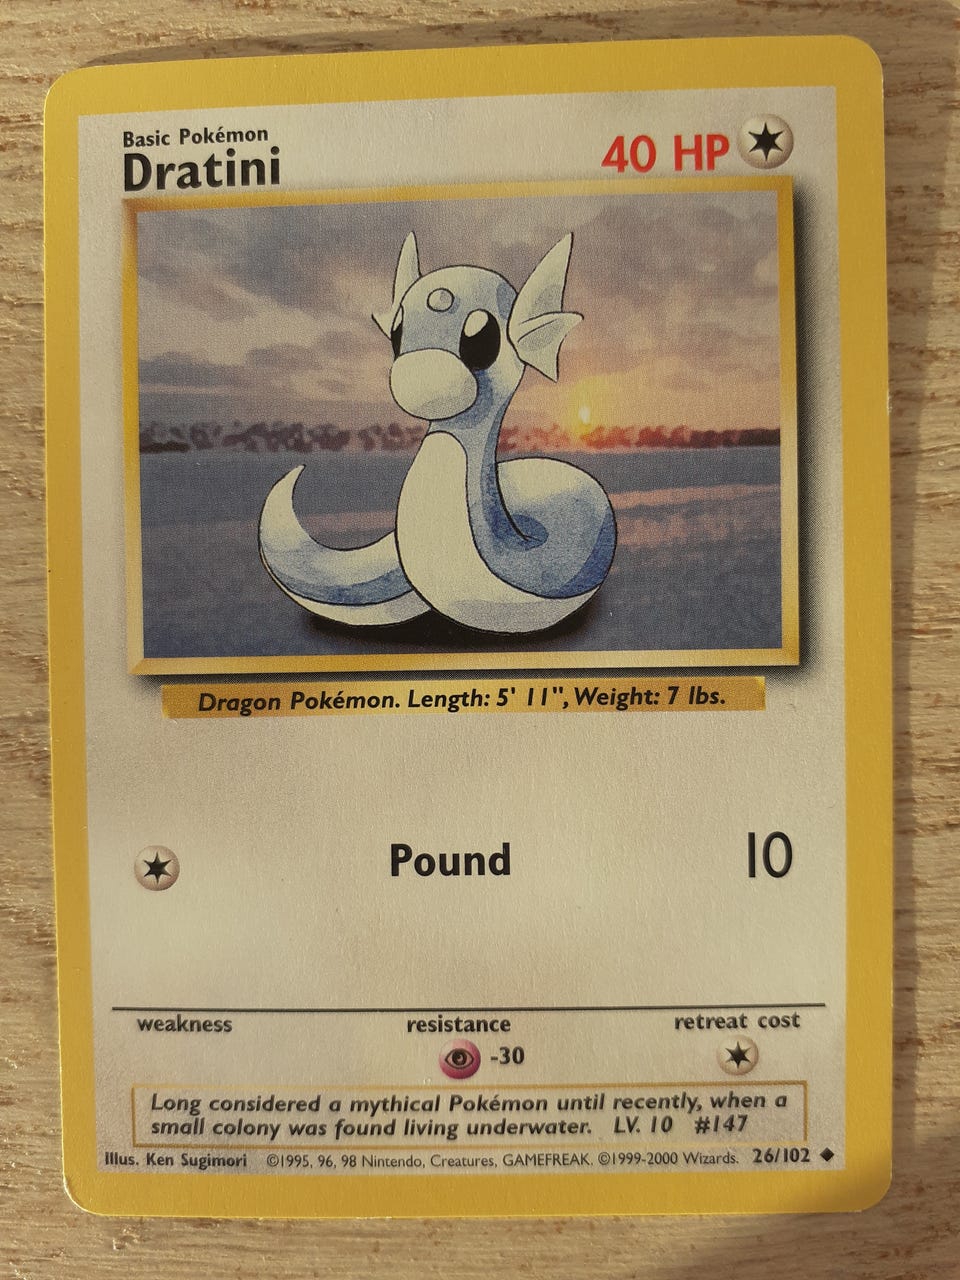 Basic Pokémon
Dratini
40 HP
Dragon Pokémon. Length: 5' 11", Weight: 7 lbs.
Pound 10
weakness resistance retreat cost
-30
Long considered a mythical Pokémon until recently, when a
small colony was found living underwater. LV. 10 #147
Illus. Ken Sugimori ©1995, 96, 98 Nintendo, Creatures, GAMEFREAK. ©1999-2000 Wizards. 26/102